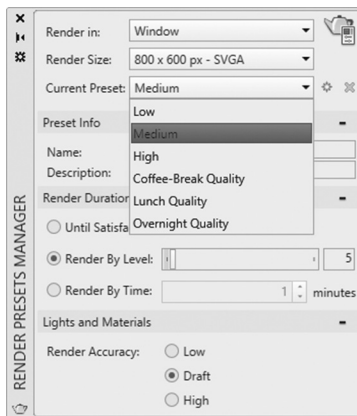 RENDER PRESETS MANAGER
Render in: Window
Render Size: 800 x 600 px - SVGA
Current Preset: Medium
Low
Medium
High
Coffee-Break Quality
Lunch Quality
Overnight Quality
Preset Info
Name:
Description:
Render Duration
Until Satisfa
Render By Level: 5
Render By Time: 1 minutes
Lights and Materials
Render Accuracy: Low
Draft
High